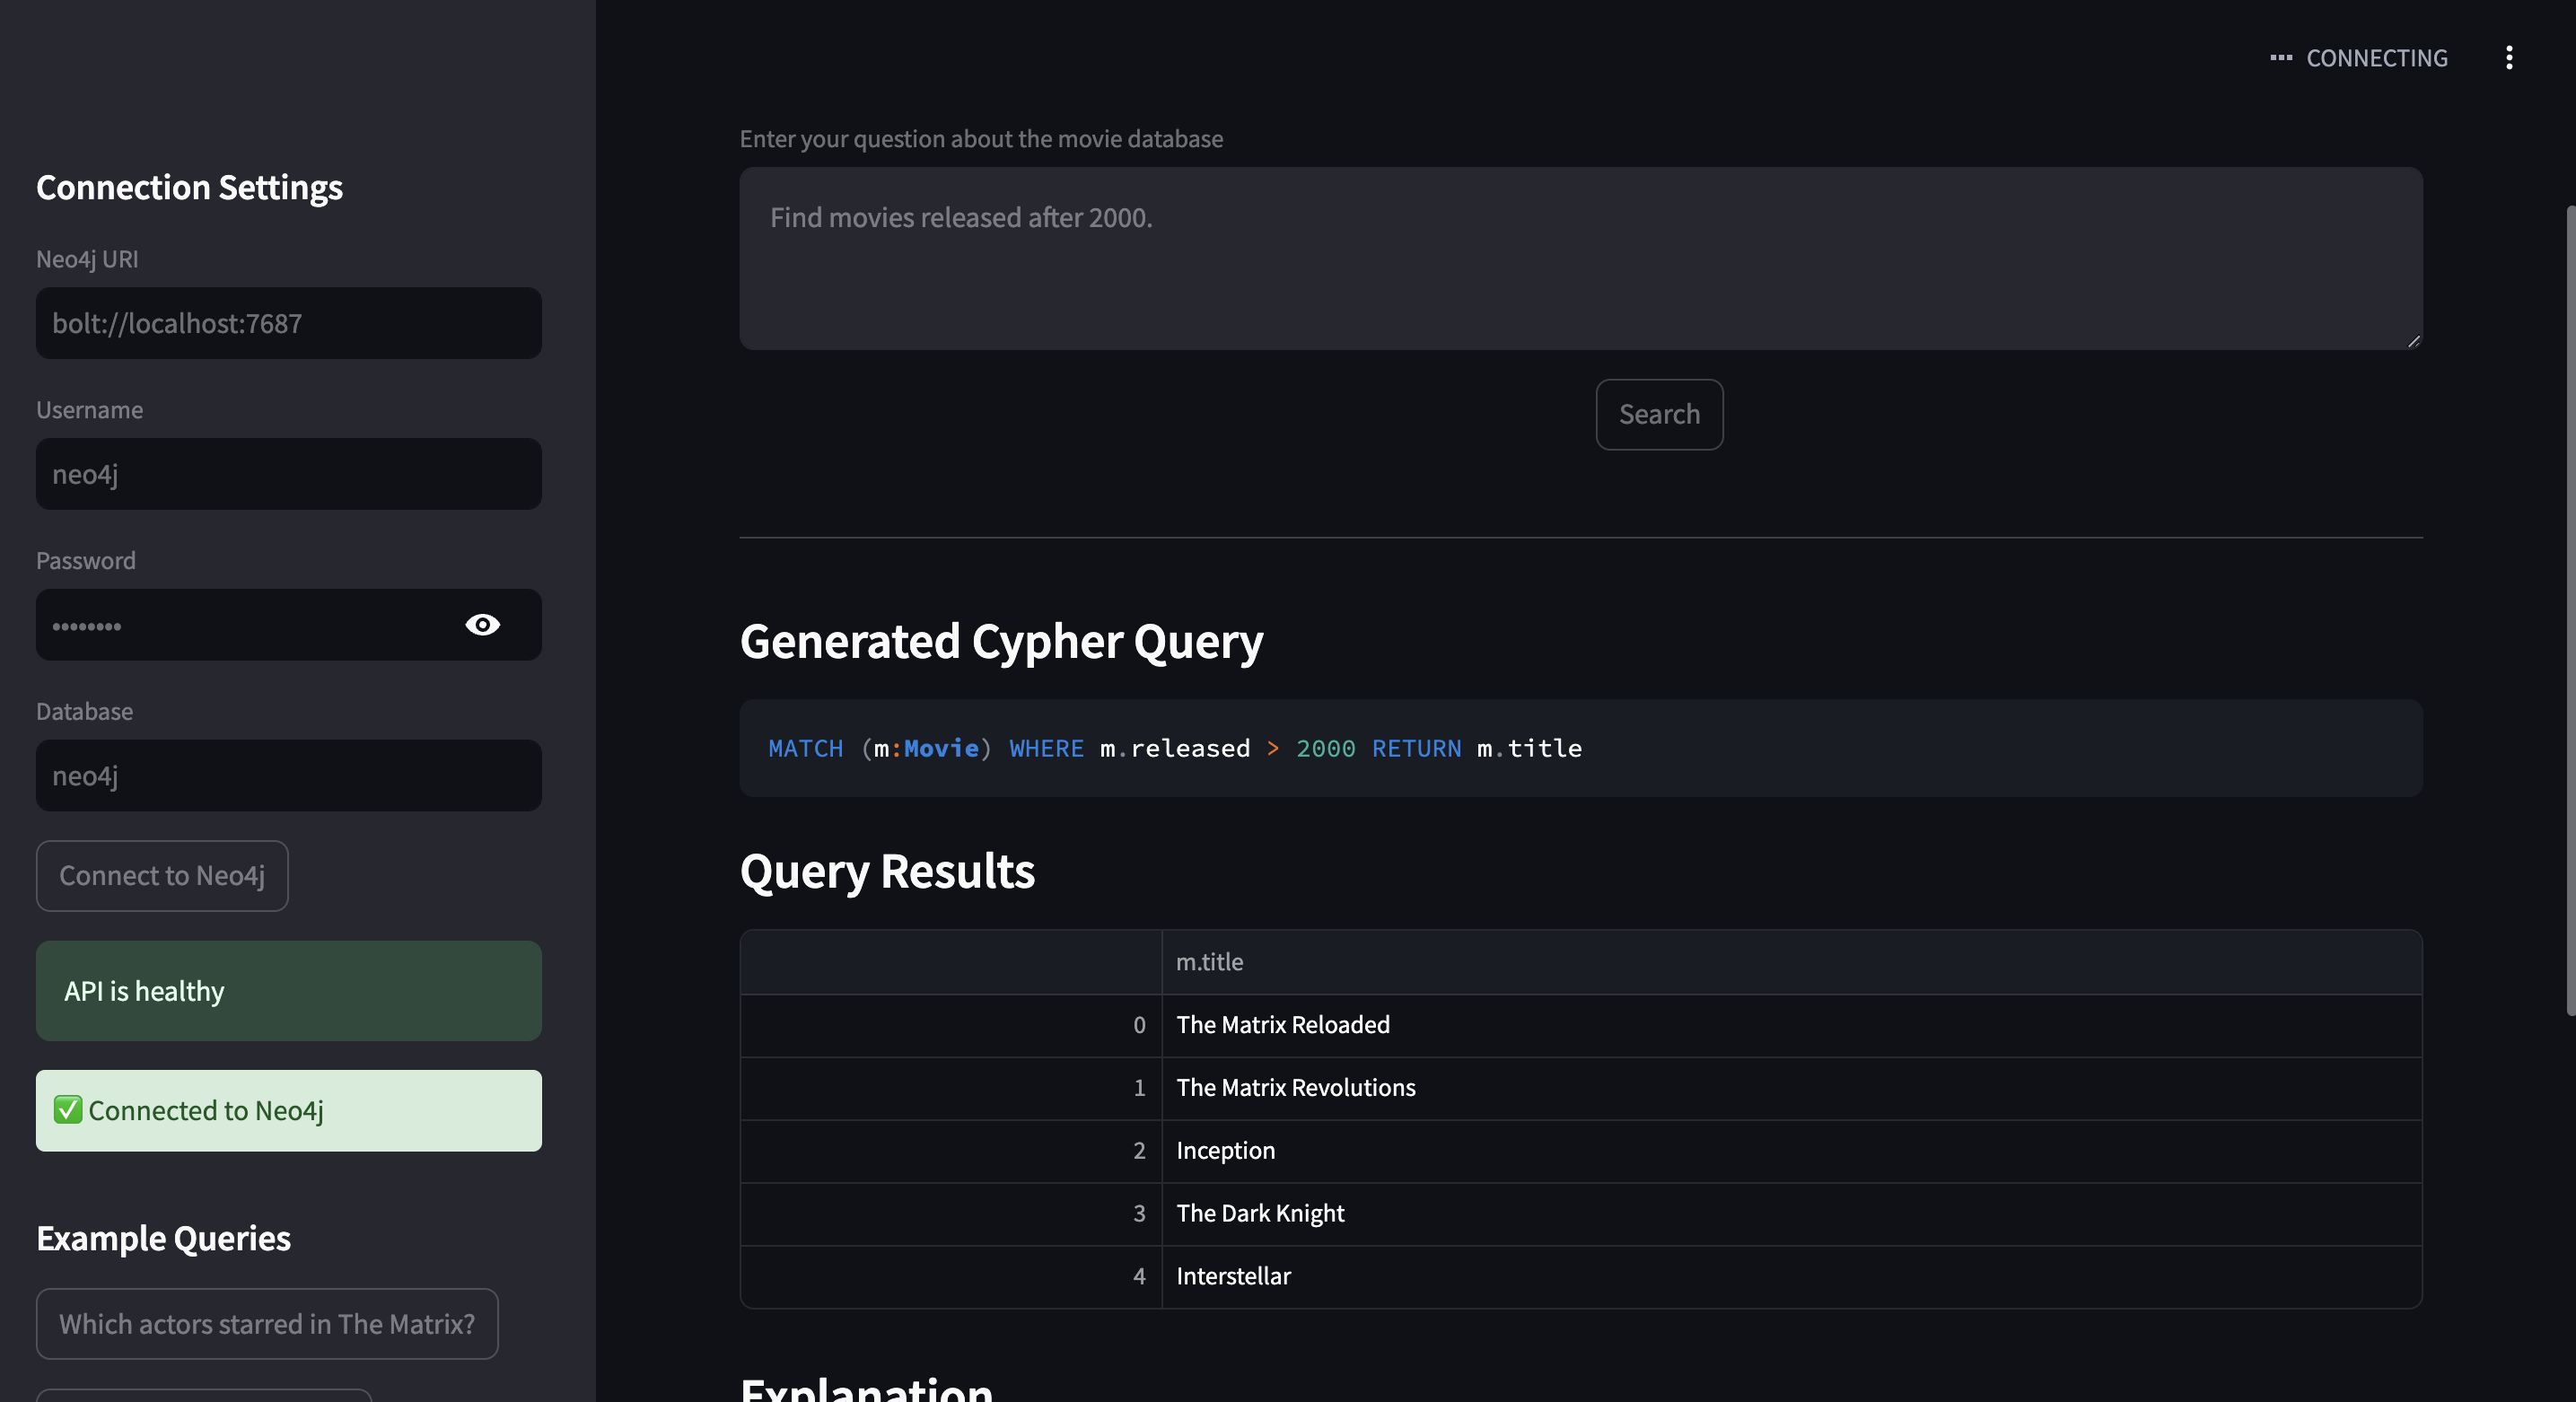 CONNECTING
Connection Settings
Neo4j URI
bolt://localhost:7687
Username
neo4j
Password
••••••••
Database
neo4j
Connect to Neo4j
API is healthy
✅ Connected to Neo4j
Example Queries
Which actors starred in The Matrix?
Enter your question about the movie database
Find movies released after 2000.
Search
Generated Cypher Query
MATCH (m:Movie) WHERE m.released > 2000 RETURN m.title
Query Results
m.title
0 The Matrix Reloaded
1 The Matrix Revolutions
2 Inception
3 The Dark Knight
4 Interstellar
Explanation